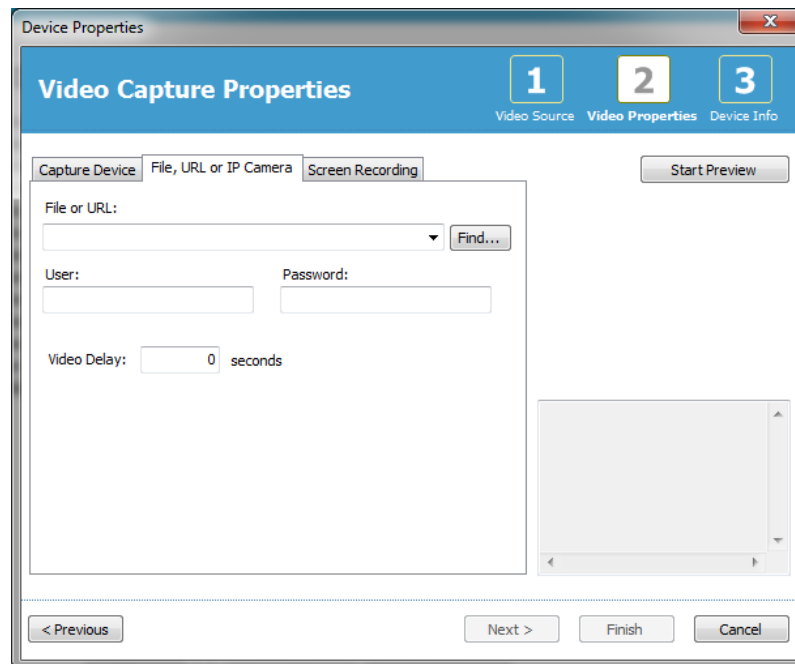 Device Properties
x
Video Capture Properties
1 2 3
Video Source Video Properties Device Info
Capture Device File, URL or IP Camera Screen Recording
Start Preview
File or URL:
Find...
User: Password:
Video Delay: 0 seconds
< Previous Next > Finish Cancel